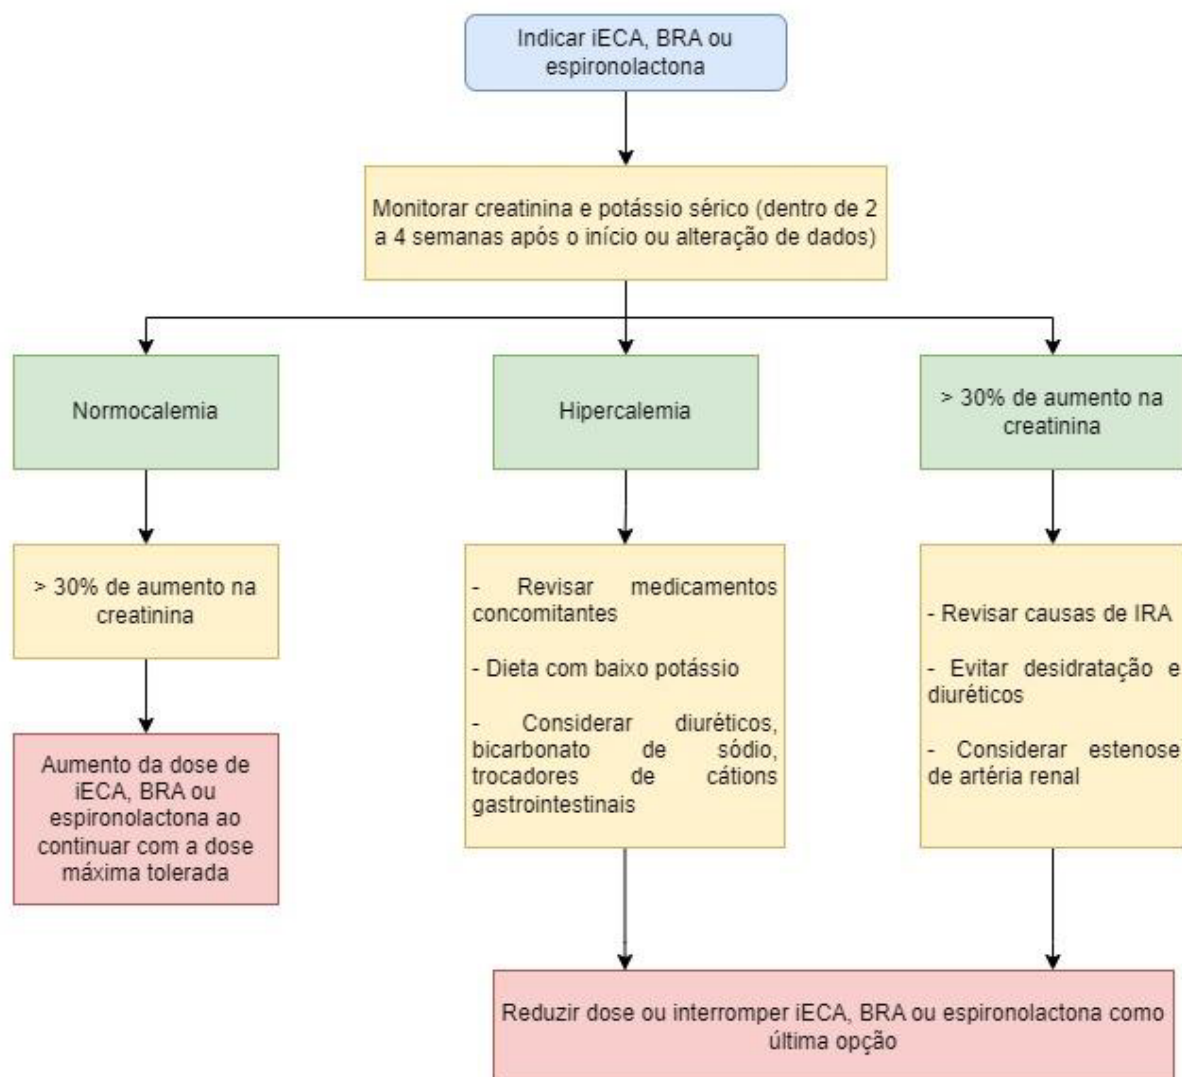 Indicar iECA, BRA ou
espironolactona
Monitorar creatinina e potássio sérico (dentro de 2
a 4 semanas após o início ou alteração de dados)
Normocalemia
Hipercalemia
> 30% de aumento na
creatinina
> 30% de aumento na
creatinina
- Revisar medicamentos
concomitantes
- Dieta com baixo potássio
- Considerar diuréticos,
bicarbonato de sódio,
trocadores de cátions
gastrointestinais
- Revisar causas de IRA
- Evitar desidratação e
diuréticos
- Considerar estenose
de artéria renal
Aumento da dose de
iECA, BRA ou
espironolactona ao
continuar com a dose
máxima tolerada
Reduzir dose ou interromper iECA, BRA ou espironolactona como
última opção